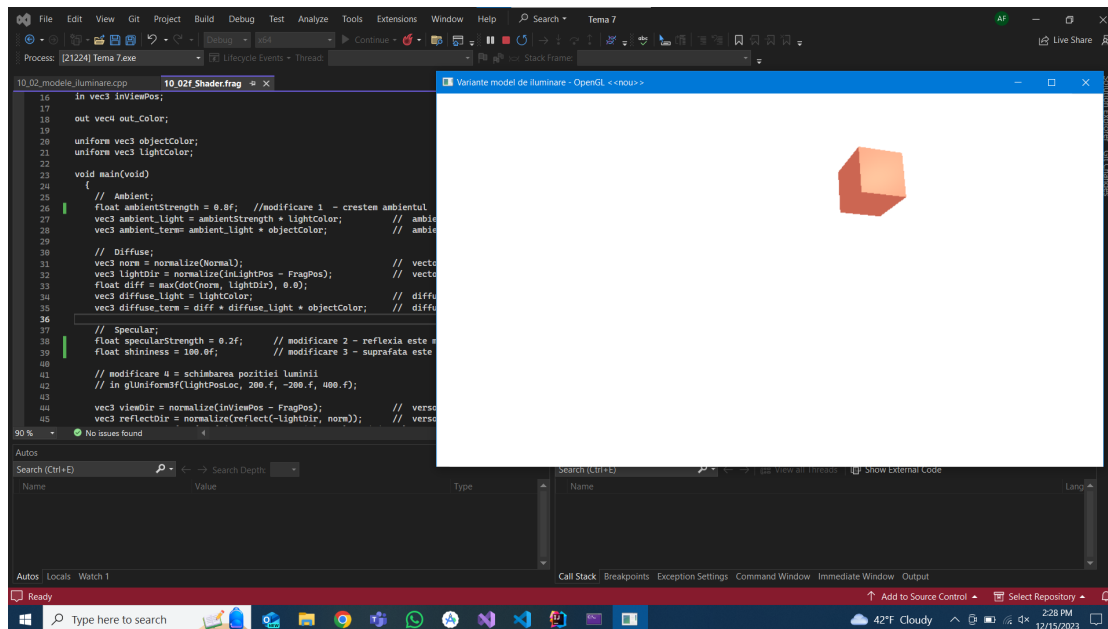 File Edit View Git Project Build Debug Test Analyze Tools Extensions Window Help Search Tema 7 AF
Debug x64 Continue Live Share
Process: [21224] Tema 7.exe Lifecycle Events Thread: Stack Frame:
10_02_modele_iluminare.cpp 10_02f_Shader.frag
Variante model de iluminare - OpenGL <<nou>>
16 in vec3 inViewPos;
17
18 out vec4 out_Color;
19
20 uniform vec3 objectColor;
21 uniform vec3 lightColor;
22
23 void main(void)
24 {
25 // Ambient;
26 float ambientStrength = 0.8f; //modificare 1 - crestem ambientul
27 vec3 ambient_light = ambientStrength * lightColor; // ambie
28 vec3 ambient_term= ambient_light * objectColor; // ambie
29
30 // Diffuse;
31 vec3 norm = normalize(Normal); // vecto
32 vec3 lightDir = normalize(inLightPos - FragPos); // vecto
33 float diff = max(dot(norm, lightDir), 0.0);
34 vec3 diffuse_light = lightColor; // diffu
35 vec3 diffuse_term = diff * diffuse_light * objectColor; // diffu
36
37 // Specular;
38 float specularStrength = 0.2f; // modificare 2 - reflexia este m
39 float shininess = 100.0f; // modificare 3 - suprafata este
40
41 // modificare 4 = schimbarea pozitiei luminii
42 // in glUniform3f(lightPosLoc, 200.f, -200.f, 400.f);
43
44 vec3 viewDir = normalize(inViewPos - FragPos); // verso
45 vec3 reflectDir = normalize(reflect(-lightDir, norm)); // verso
90 % No issues found
Autos
Search (Ctrl+E) Search Depth: Search (Ctrl+E) View all Threads Show External Code
Name Value Type Name Lang
Autos Locals Watch 1 Call Stack Breakpoints Exception Settings Command Window Immediate Window Output
Ready Add to Source Control Select Repository
Type here to search 42°F Cloudy 2:28 PM
12/15/2023